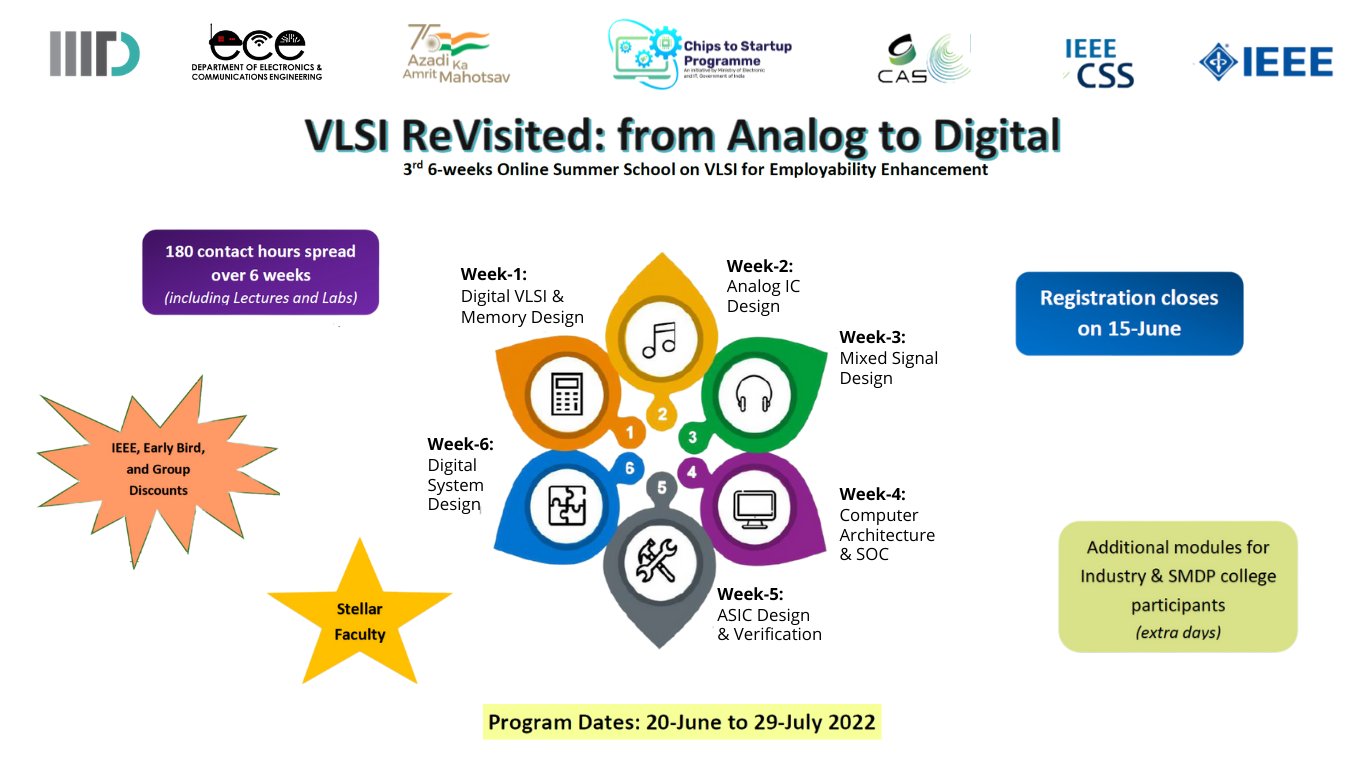 IIITD
ece
DEPARTMENT OF ELECTRONICS &
COMMUNICATIONS ENGINEERING
75
Azadi Ka
Amrit Mahotsav
Chips to Startup
Programme
An initiative by Ministry of Electronic
and IT, Government of India
CAS
IEEE
CSS
IEEE
VLSI ReVisited: from Analog to Digital
3rd 6-weeks Online Summer School on VLSI for Employability Enhancement
180 contact hours spread
over 6 weeks
(including Lectures and Labs)
Registration closes
on 15-June
IEEE, Early Bird,
and Group
Discounts
Stellar
Faculty
Week-1:
Digital VLSI &
Memory Design
Week-2:
Analog IC
Design
Week-3:
Mixed Signal
Design
Week-4:
Computer
Architecture
& SOC
Week-5:
ASIC Design
& Verification
Week-6:
Digital
System
Design
1
2
3
4
5
6
Additional modules for
Industry & SMDP college
participants
(extra days)
Program Dates: 20-June to 29-July 2022